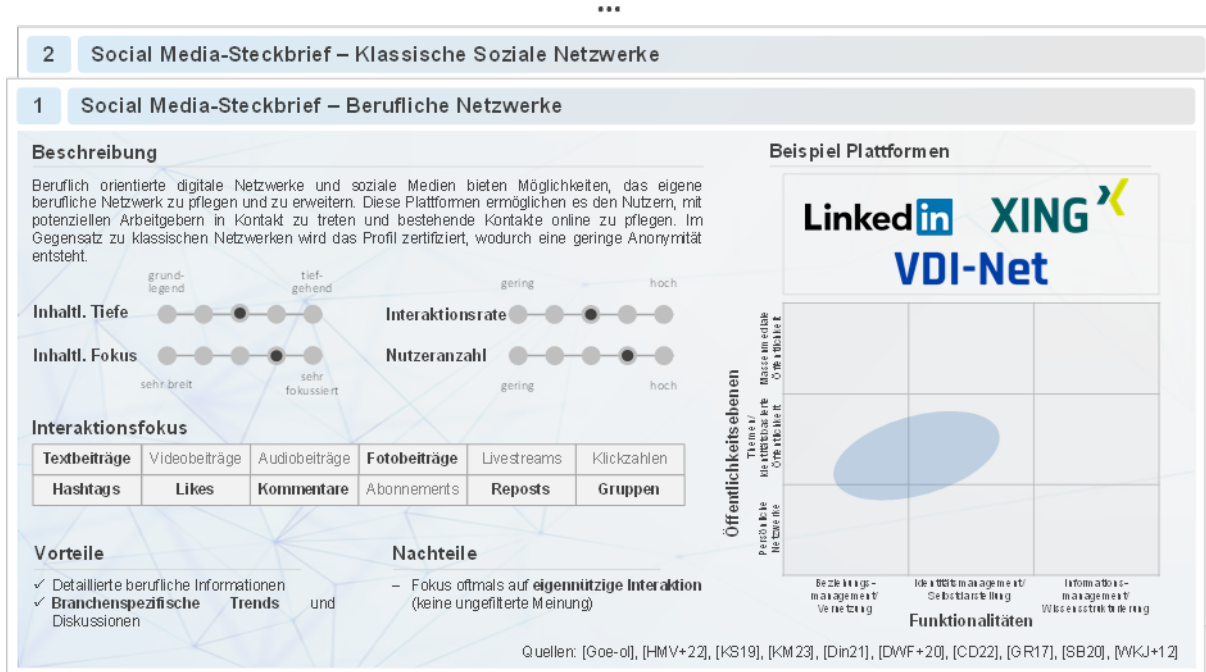 ...
2 Social Media-Steckbrief – Klassische Soziale Netzwerke
1 Social Media-Steckbrief – Berufliche Netzwerke
Beschreibung
Beruflich orientierte digitale Netzwerke und soziale Medien bieten Möglichkeiten, das eigene
berufliche Netzwerk zu pflegen und zu erweitern. Diese Plattformen ermöglichen es den Nutzern, mit
potenziellen Arbeitgebern in Kontakt zu treten und bestehende Kontakte online zu pflegen. Im
Gegensatz zu klassischen Netzwerken wird das Profil zertifiziert, wodurch eine geringe Anonymität
entsteht.
grund-
legend
tief-
gehend
Inhaltl. Tiefe
Inhaltl. Fokus
sehr breit
sehr
fokussiert
gering hoch
Interaktionsrate
Nutzeranzahl
gering hoch
Interaktionsfokus
Textbeiträge Videobeiträge Audiobeiträge Fotobeiträge Livestreams Klickzahlen
Hashtags Likes Kommentare Abonnements Reposts Gruppen
Vorteile
✓ Detaillierte berufliche Informationen
✓ Branchenspezifische Trends und
Diskussionen
Nachteile
– Fokus oftmals auf eigennützige Interaktion
(keine ungefilterte Meinung)
Beispiel Plattformen
LinkedIn XING
VDI-Net
Öffentlichkeitsebenen
Massenmediale
Öffentlichkeit
Themen/
Identitätsbasierte
Öffentlichkeit
Persönliche
Netzwerke
Beziehungs-
management/
Vernetzung
Identitätsmanagement/
Selbstdarstellung
Informations-
management/
Wissensstrukturierung
Funktionalitäten
Quellen: [Goe-ol], [HMV+22], [KS19], [KM23], [Din21], [DWF+20], [CD22], [GR17], [SB20], [WKJ+12]